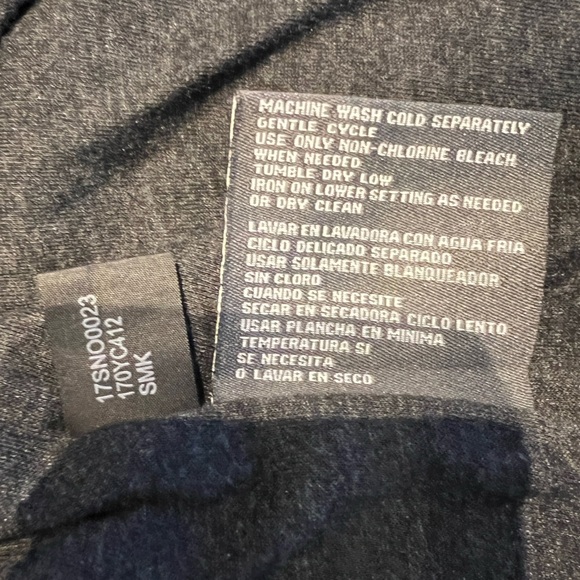 MACHINE WASH COLD SEPARATELY
GENTLE CYCLE
USE ONLY NON-CHLORINE BLEACH
WHEN NEEDED
TUMBLE DRY LOW
IRON ON LOWER SETTING AS NEEDED
OR DRY CLEAN
LAVAR EN LAVADORA CON AGUA FRIA
CICLO DELICADO SEPARADO
USAR SOLAMENTE BLANQUEADOR
SIN CLORO
CUANDO SE NECESITE
SECAR EN SECADORA CICLO LENTO
USAR PLANCHA EN MINIMA
TEMPERATURA SI
SE NECESITA
O LAVAR EN SECO
17SNO0023
170YC412
SMK